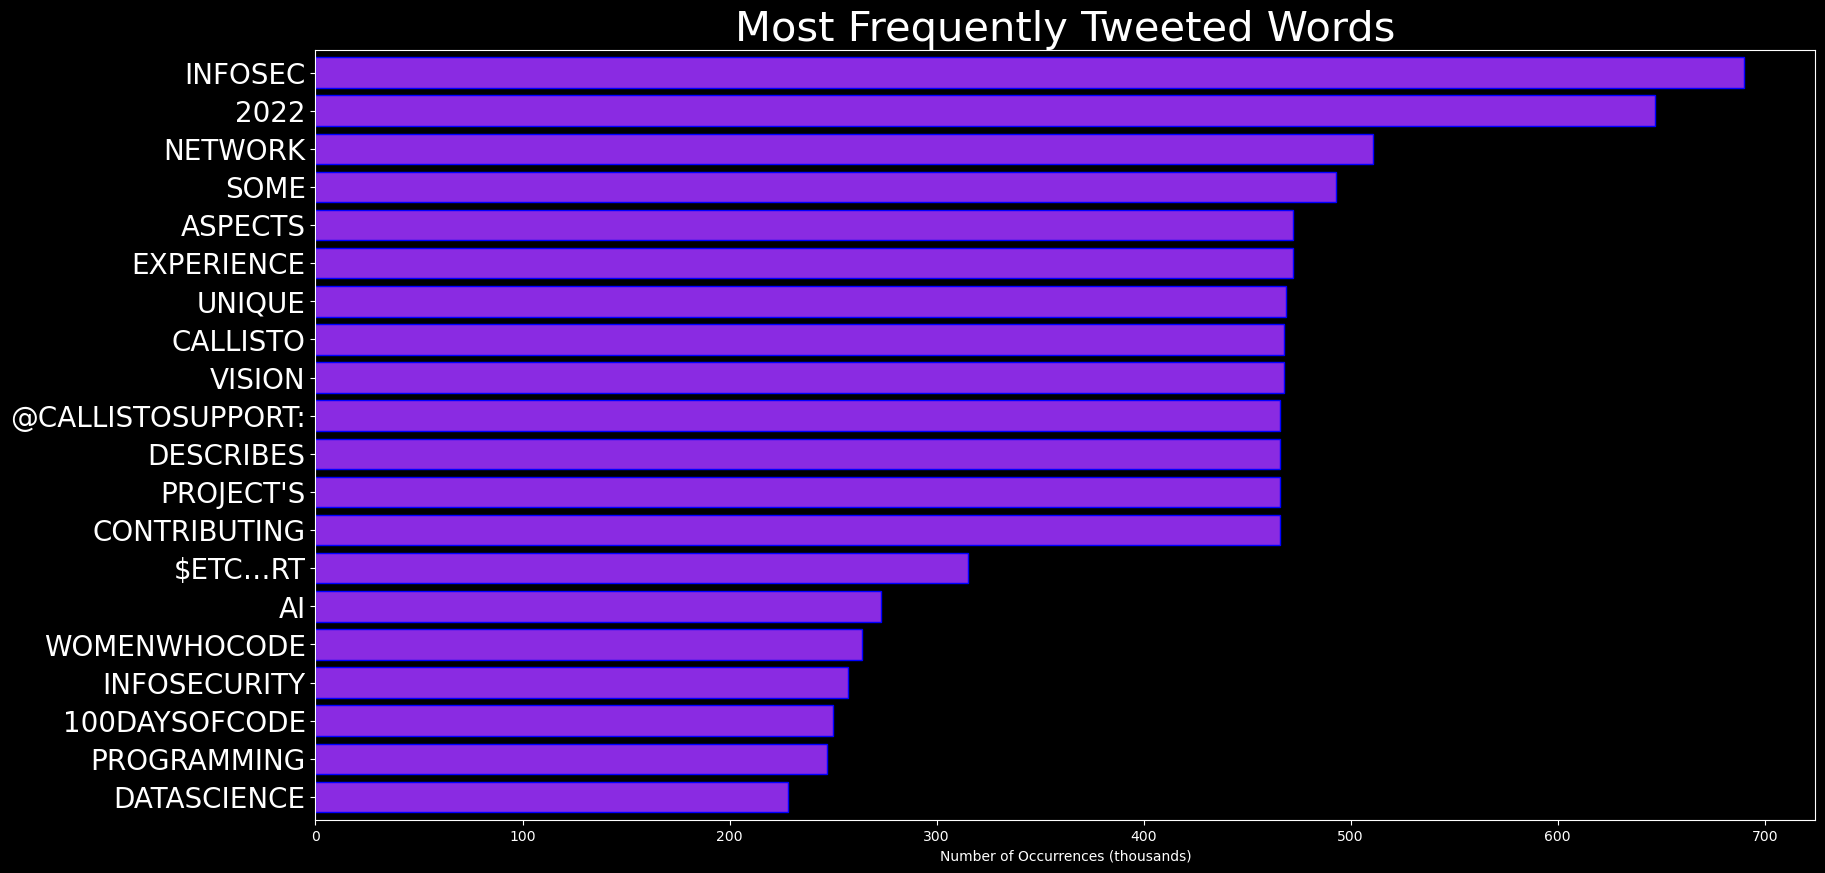 Most Frequently Tweeted Words
INFOSEC
2022
NETWORK
SOME
ASPECTS
EXPERIENCE
UNIQUE
CALLISTO
VISION
@CALLISTOSUPPORT:
DESCRIBES
PROJECT'S
CONTRIBUTING
$ETC…RT
AI
WOMENWHOCODE
INFOSECURITY
100DAYSOFCODE
PROGRAMMING
DATASCIENCE
0 100 200 300 400 500 600 700
Number of Occurrences (thousands)